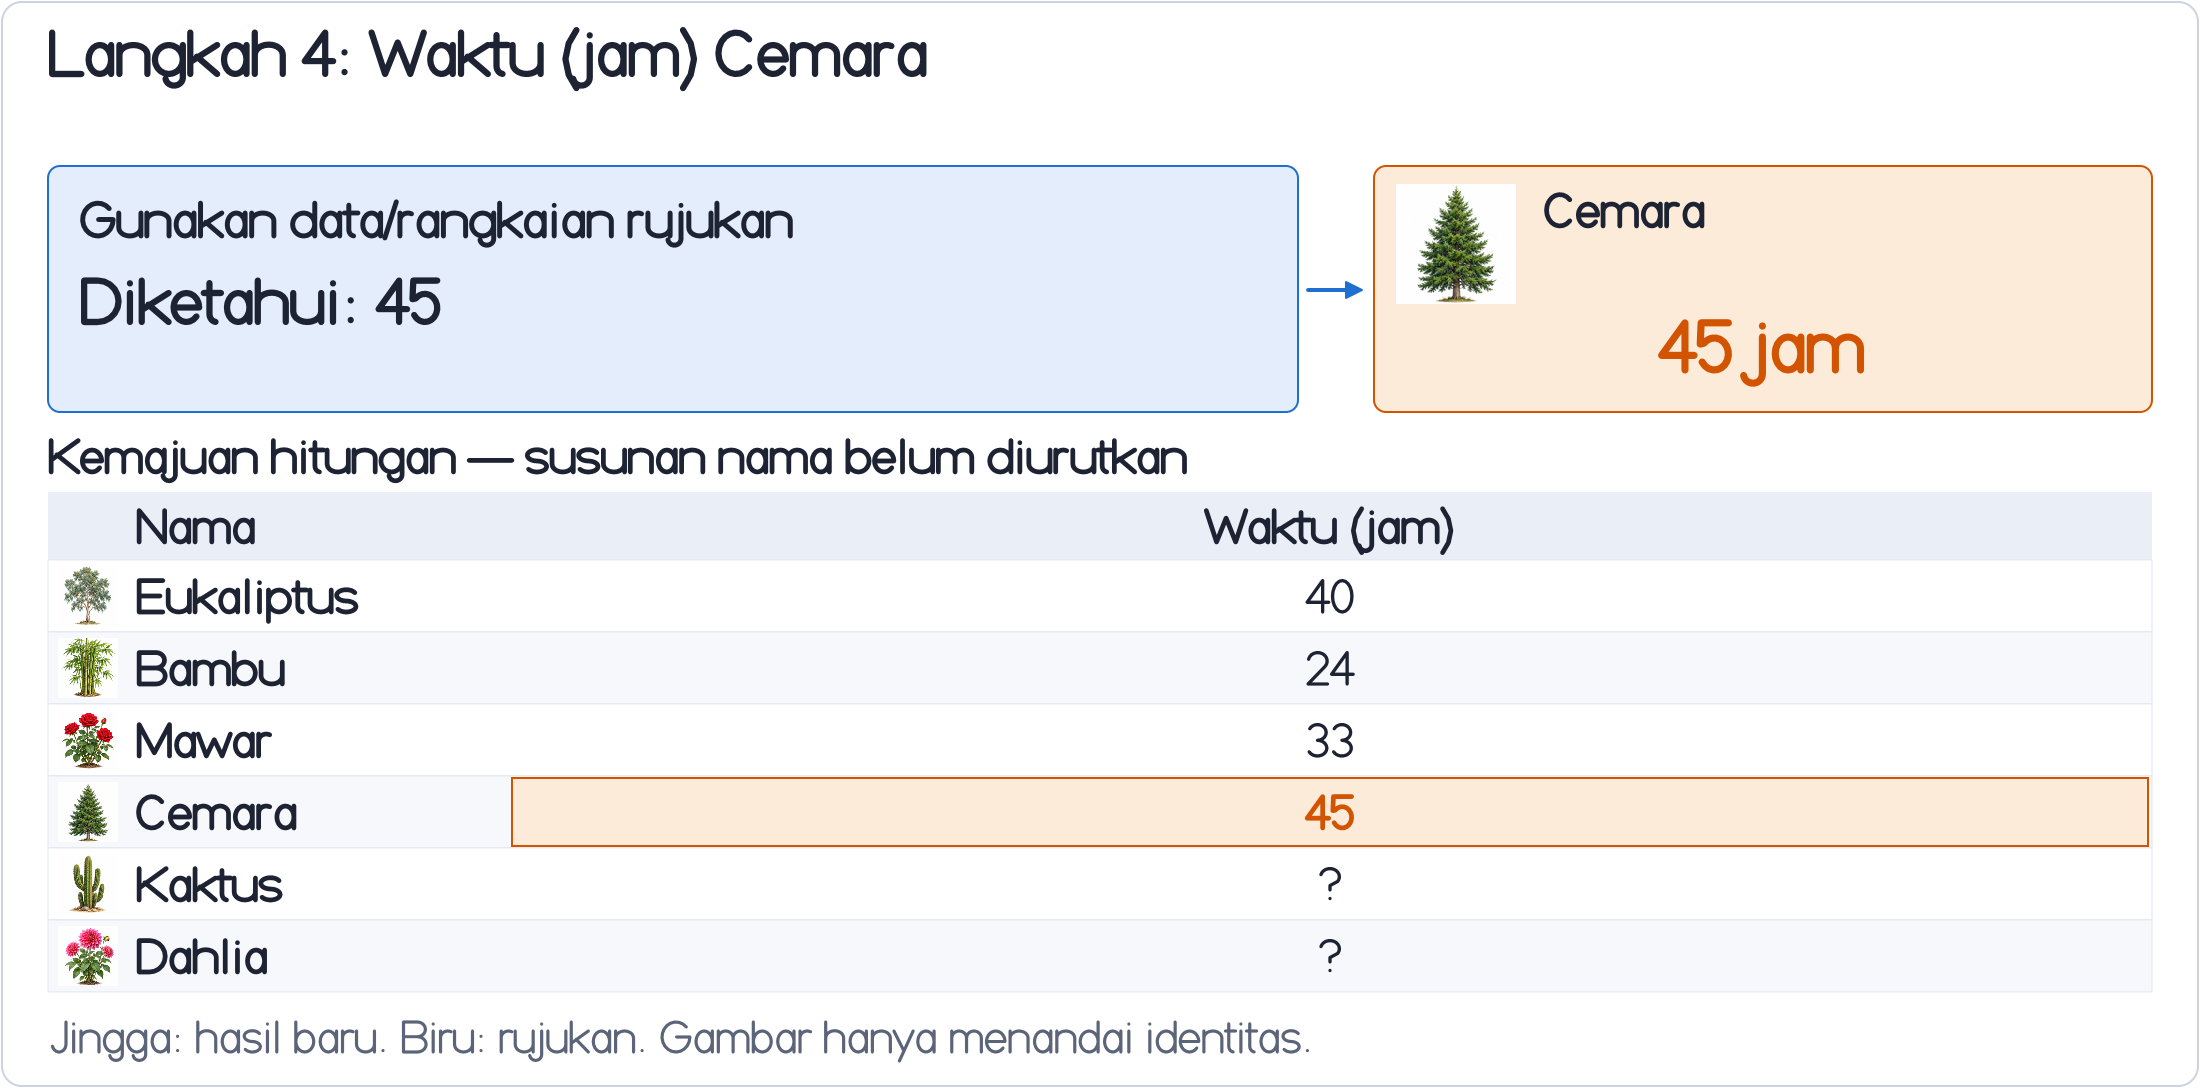 Langkah 4: Waktu (jam) Cemara
Gunakan data/rangkaian rujukan
Diketahui: 45
Cemara
45 jam
Kemajuan hitungan — susunan nama belum diurutkan
Nama Waktu (jam)
Eukaliptus 40
Bambu 24
Mawar 33
Cemara 45
Kaktus ?
Dahlia ?
Jingga: hasil baru. Biru: rujukan. Gambar hanya menandai identitas.